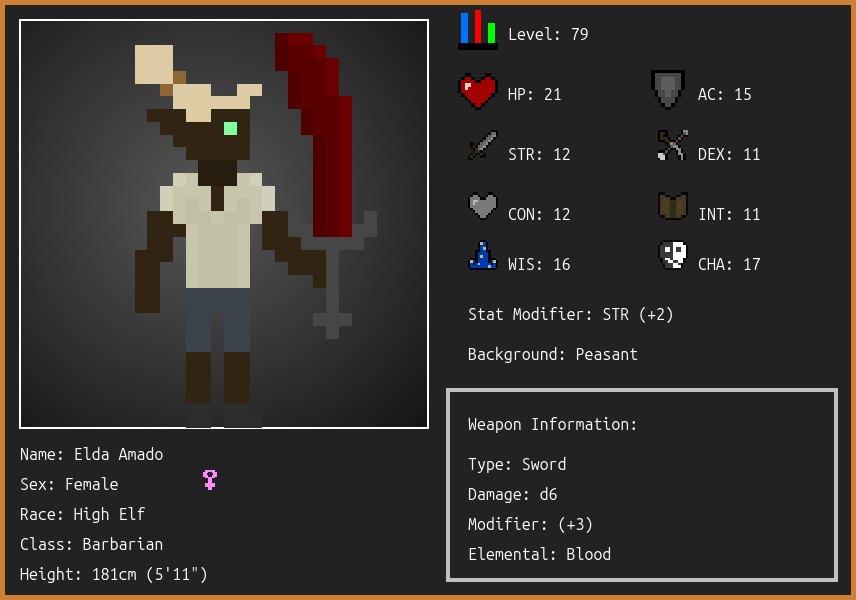 Level: 79
HP: 21
AC: 15
STR: 12
DEX: 11
CON: 12
INT: 11
WIS: 16
CHA: 17
Stat Modifier: STR (+2)
Background: Peasant
Weapon Information:
Type: Sword
Damage: d6
Modifier: (+3)
Elemental: Blood
Name: Elda Amado
Sex: Female
Race: High Elf
Class: Barbarian
Height: 181cm (5'11")